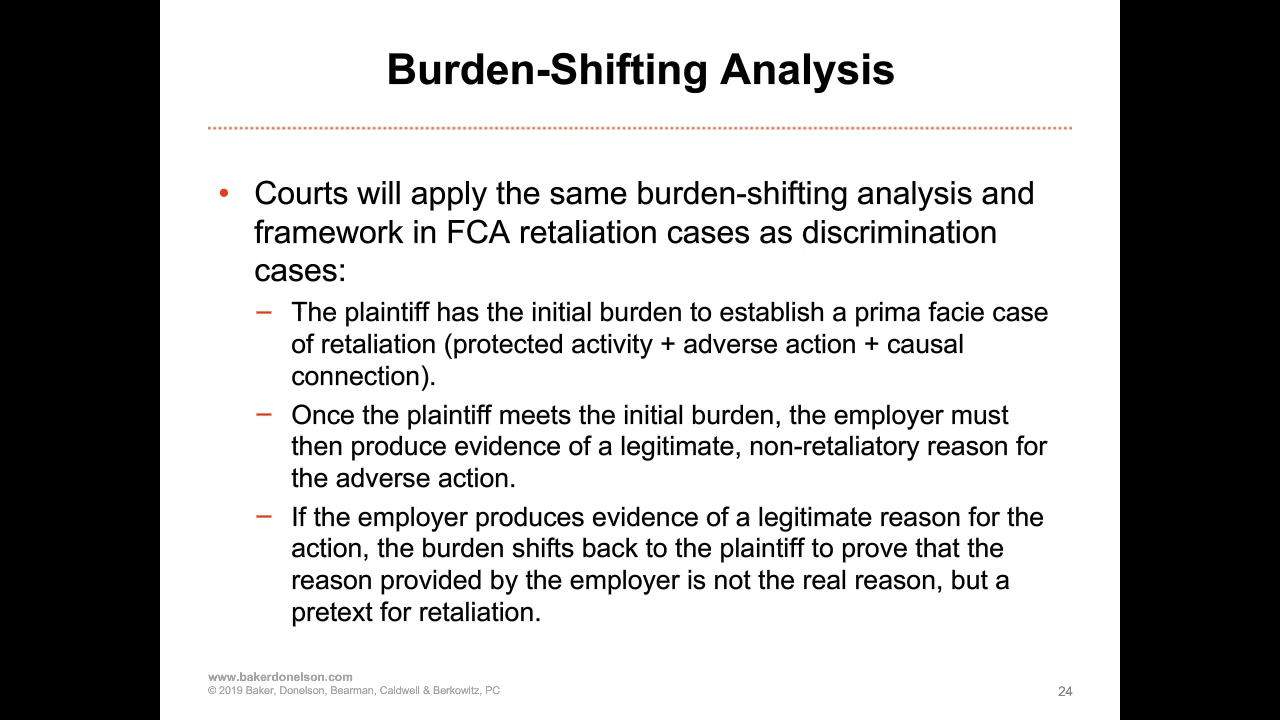 Burden-Shifting Analysis
• Courts will apply the same burden-shifting analysis and
framework in FCA retaliation cases as discrimination
cases:
– The plaintiff has the initial burden to establish a prima facie case
of retaliation (protected activity + adverse action + causal
connection).
– Once the plaintiff meets the initial burden, the employer must
then produce evidence of a legitimate, non-retaliatory reason for
the adverse action.
– If the employer produces evidence of a legitimate reason for the
action, the burden shifts back to the plaintiff to prove that the
reason provided by the employer is not the real reason, but a
pretext for retaliation.
www.bakerdonelson.com
© 2019 Baker, Donelson, Bearman, Caldwell & Berkowitz, PC
24